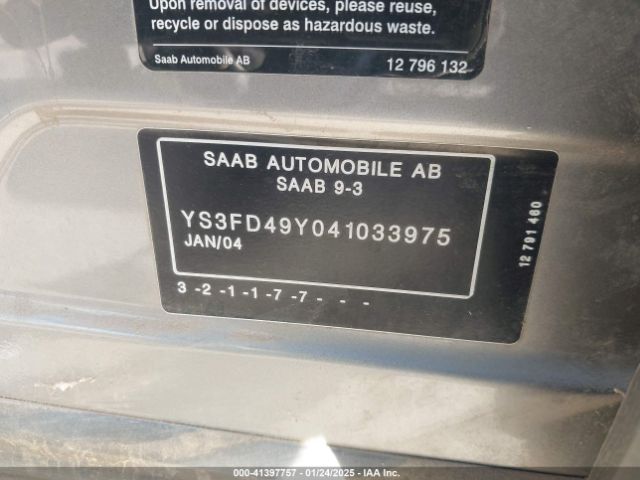 Upon removal of devices, please reuse,
recycle or dispose as hazardous waste.
Saab Automobile AB 12 796 132
SAAB AUTOMOBILE AB
SAAB 9-3
YS3FD49Y041033975
JAN/04
3 -2 -1 -1 -7 -7 - - -
12 791 460
000-41397757 - 01/24/2025 - IAA Inc.